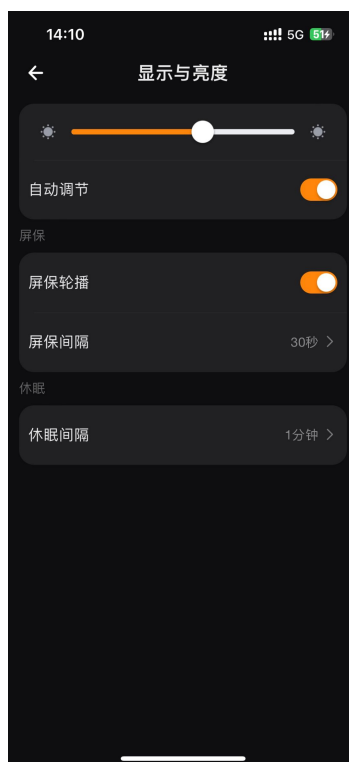 14:10 5G 51
显示与亮度
自动调节
屏保
屏保轮播
屏保间隔 30秒
休眠
休眠间隔 1分钟